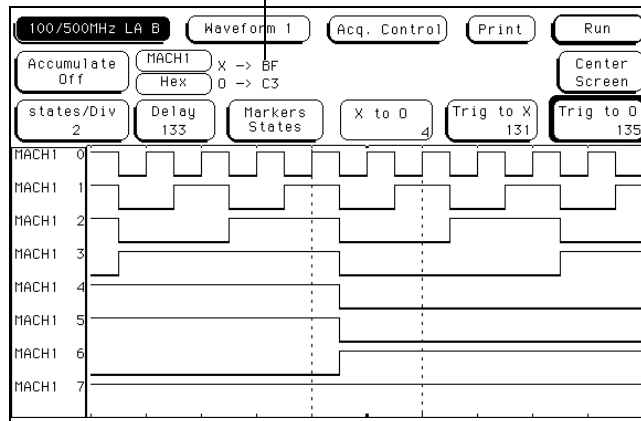 100/500MHz LA B Waveform 1 Acq. Control Print Run
Accumulate Off MACH1 X -> BF Center Screen
Hex O -> C3
states/Div 2 Delay 133 Markers States X to O 4 Trig to X 131 Trig to O 135
MACH1 0
MACH1 1
MACH1 2
MACH1 3
MACH1 4
MACH1 5
MACH1 6
MACH1 7